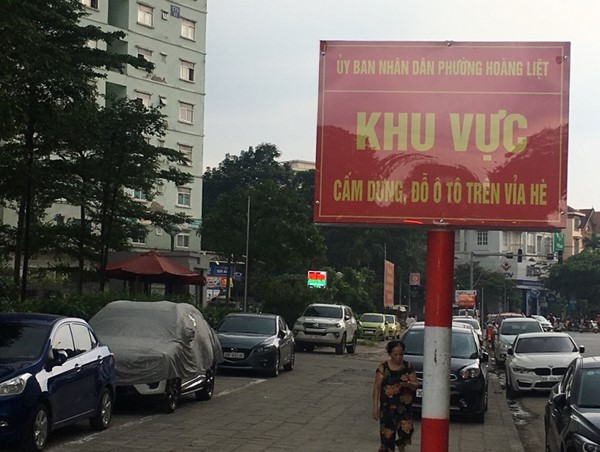 ỦY BAN NHÂN DÂN PHƯỜNG HOÀNG LIỆT
KHU VỰC
CẤM DỪNG, ĐỖ Ô TÔ TRÊN VỈA HÈ